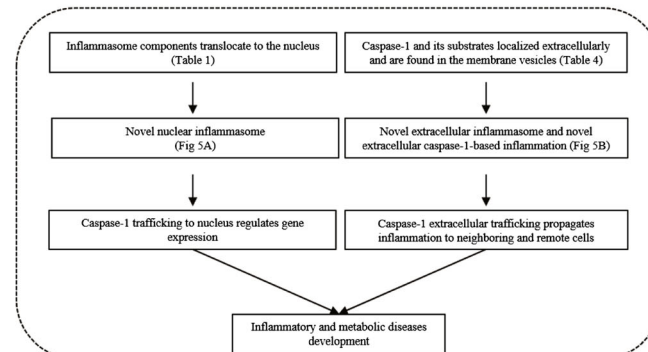 Inflammasome components translocate to the nucleus
(Table 1)
Caspase-1 and its substrates localized extracellularly
and are found in the membrane vesicles (Table 4)
Novel nuclear inflammasome
(Fig 5A)
Novel extracellular inflammasome and novel
extracellular caspase-1-based inflammation (Fig 5B)
Caspase-1 trafficking to nucleus regulates gene
expression
Caspase-1 extracellular trafficking propagates
inflammation to neighboring and remote cells
Inflammatory and metabolic diseases
development